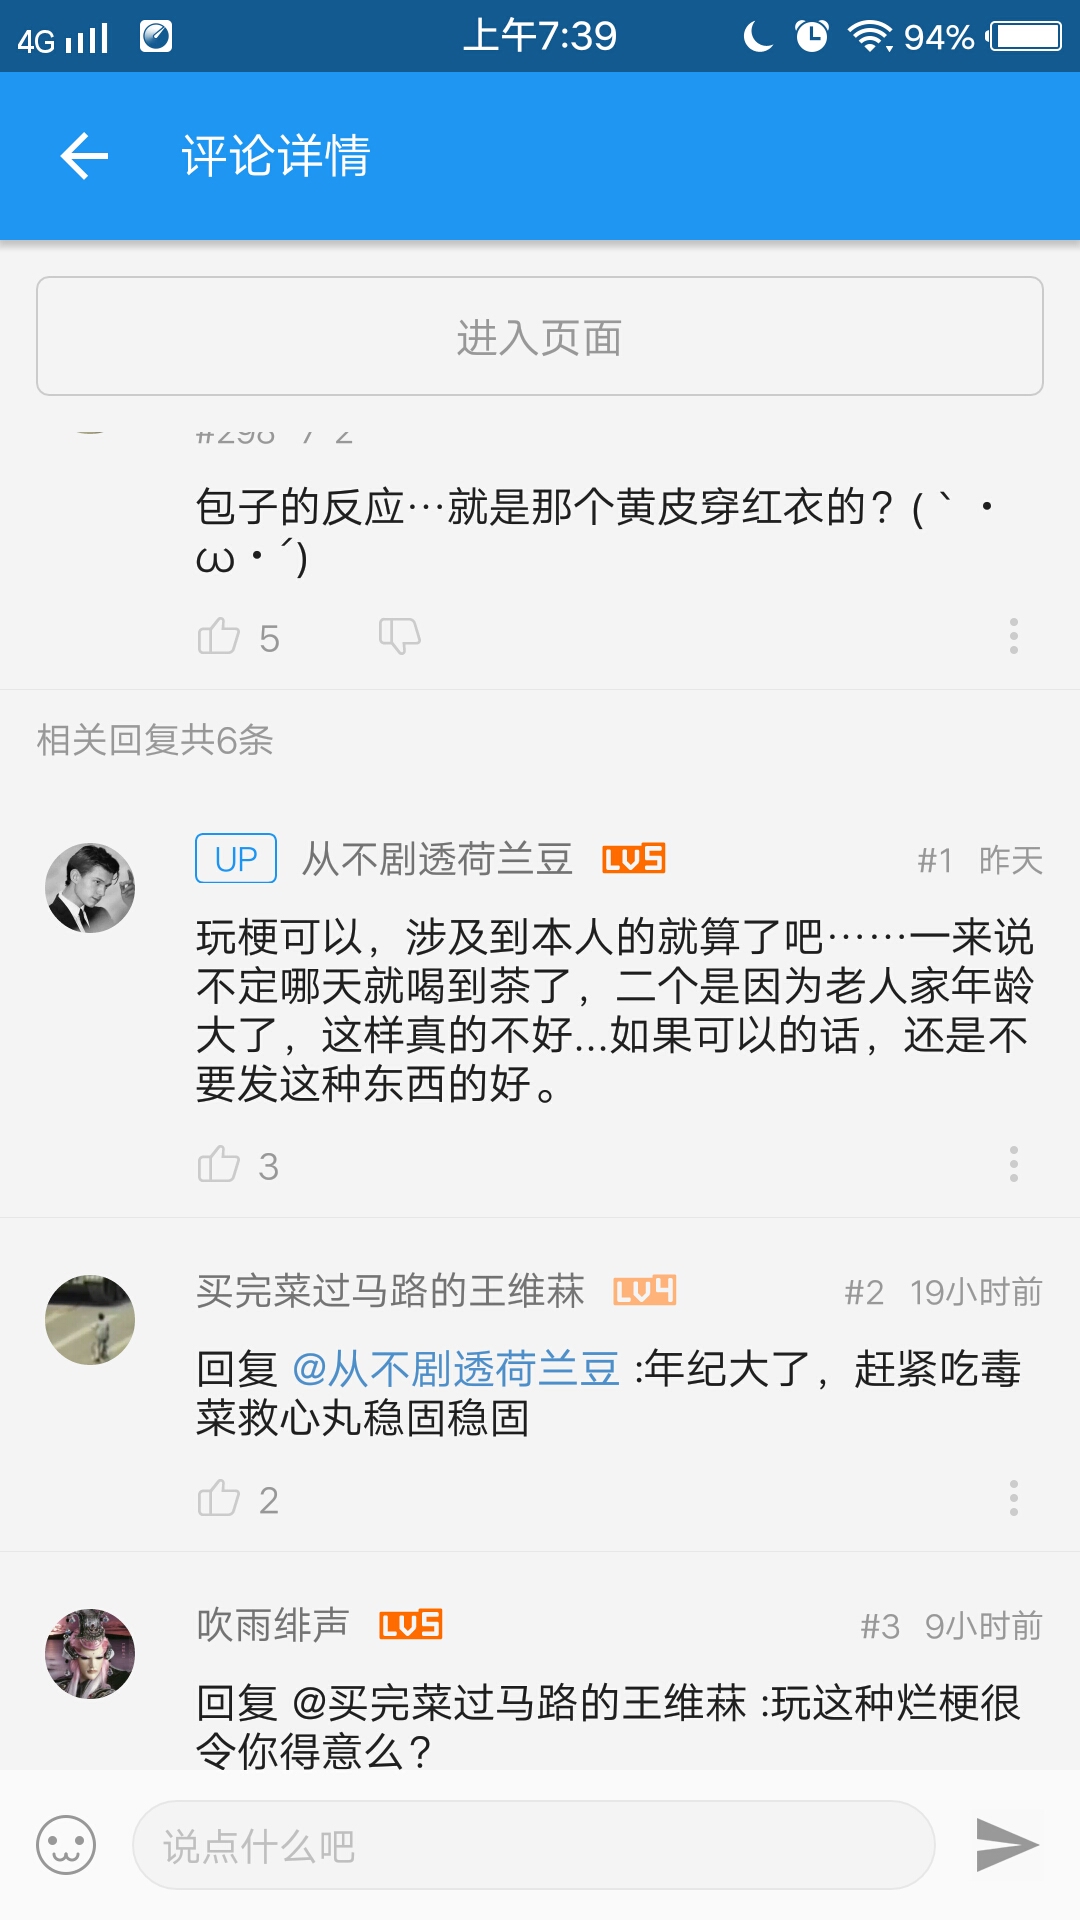 4G 上午7:39 94%
评论详情
进入页面
包子的反应…就是那个黄皮穿红衣的？(｀・
ω・´)
5
相关回复共6条
UP 从不剧透荷兰豆 LV5 #1 昨天
玩梗可以，涉及到本人的就算了吧……一来说
不定哪天就喝到茶了，二个是因为老人家年龄
大了，这样真的不好...如果可以的话，还是不
要发这种东西的好。
3
买完菜过马路的王维菻 LV4 #2 19小时前
回复 @从不剧透荷兰豆 :年纪大了，赶紧吃毒
菜救心丸稳固稳固
2
吹雨绯声 LV5 #3 9小时前
回复 @买完菜过马路的王维菻 :玩这种烂梗很
令你得意么？
说点什么吧